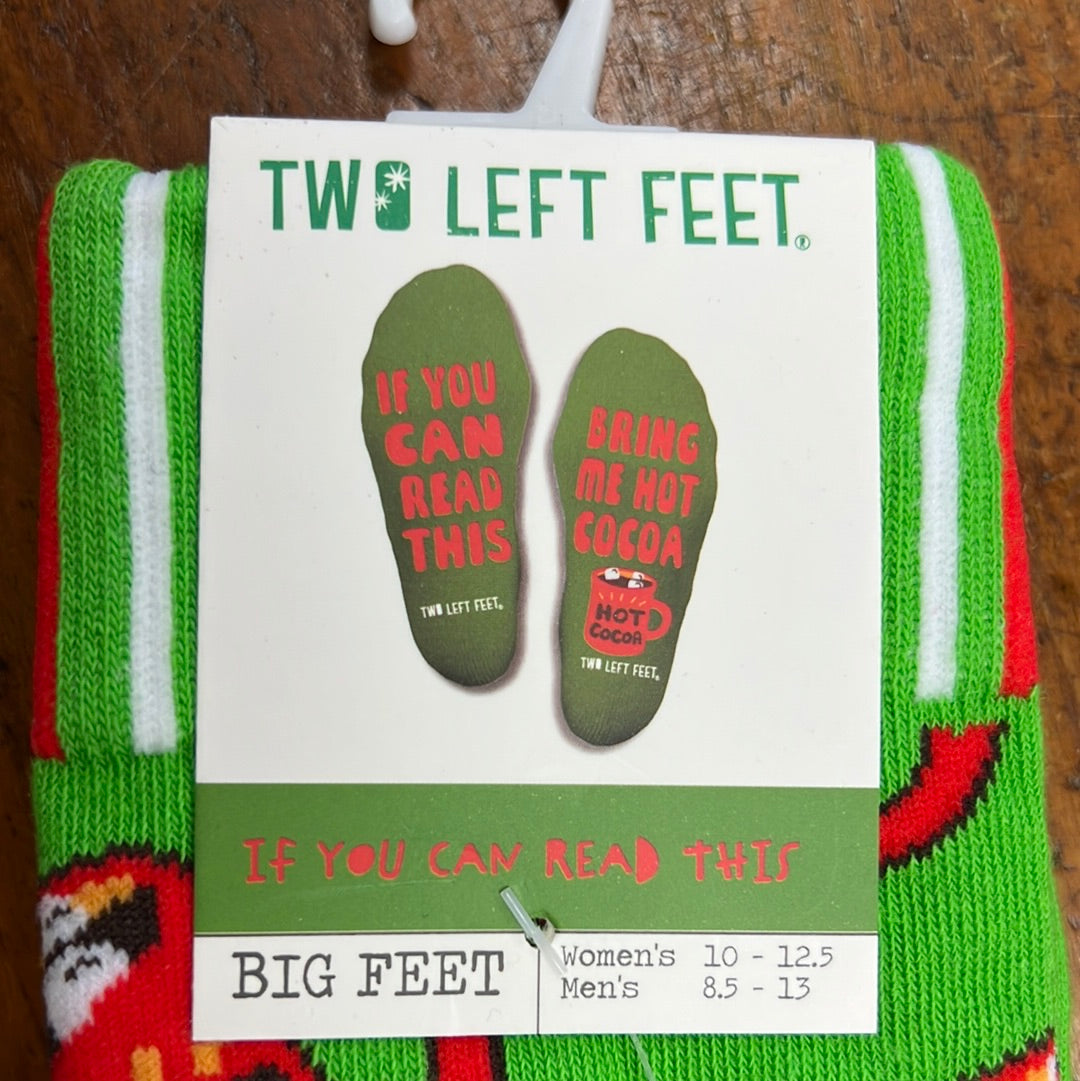 TWO LEFT FEET®
IF YOU
CAN
READ
THIS
TWO LEFT FEET®
BRING
ME HOT
COCOA
HOT
COCOA
TWO LEFT FEET®
IF YOU CAN READ THIS
BIG FEET
Women's 10 - 12.5
Men's 8.5 - 13